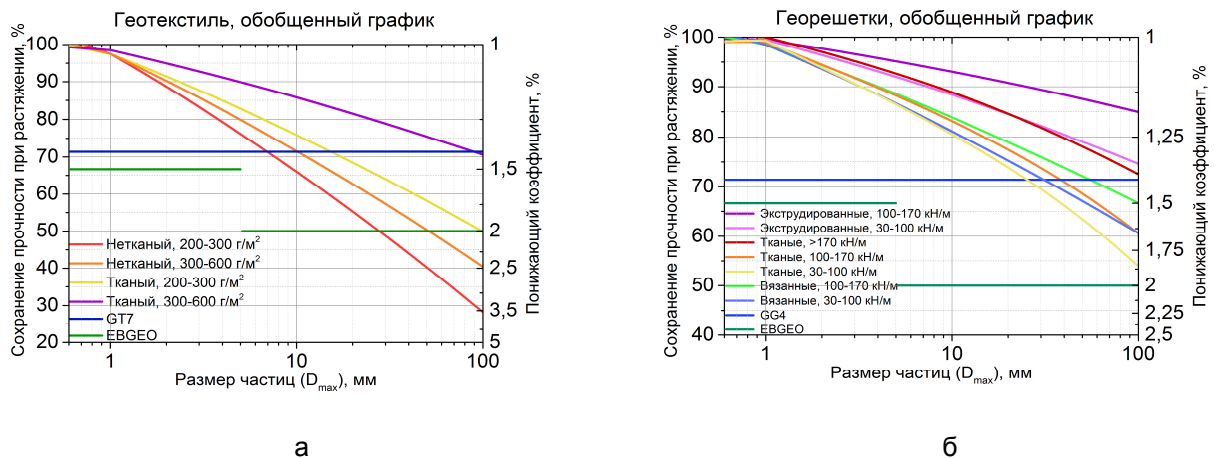 Геотекстиль, обобщенный график
Сохранение прочности при растяжении, %
100
90
80
70
60
50
40
30
20
1
1,5
2
2,5
3,5
5
Понижающий коэффициент, %
Нетканый, 200-300 г/м²
Нетканый, 300-600 г/м²
Тканый, 200-300 г/м²
Тканый, 300-600 г/м²
GT7
EBGEO
1
10
100
Размер частиц (Dmax), мм
а
Георешетки, обобщенный график
Сохранение прочности при растяжении, %
100
90
80
70
60
50
40
1
1,25
1,5
1,75
2
2,25
2,5
Понижающий коэффициент, %
Экструдированные, 100-170 кН/м
Экструдированные, 30-100 кН/м
Тканые, >170 кН/м
Тканые, 100-170 кН/м
Тканые, 30-100 кН/м
Вязанные, 100-170 кН/м
Вязанные, 30-100 кН/м
GG4
EBGEO
1
10
100
Размер частиц (Dmax), мм
б